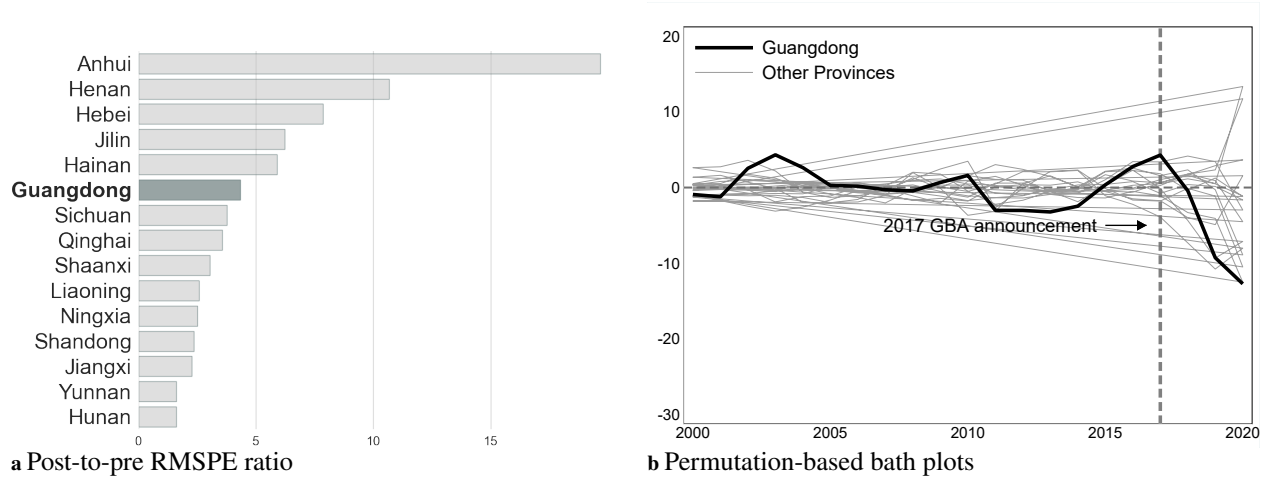 Anhui
Henan
Hebei
Jilin
Hainan
Guangdong
Sichuan
Qinghai
Shaanxi
Liaoning
Ningxia
Shandong
Jiangxi
Yunnan
Hunan
0 5 10 15
a Post-to-pre RMSPE ratio
20
10
0
-10
-20
-30
Guangdong
Other Provinces
2017 GBA announcement
2000 2005 2010 2015 2020
b Permutation-based bath plots